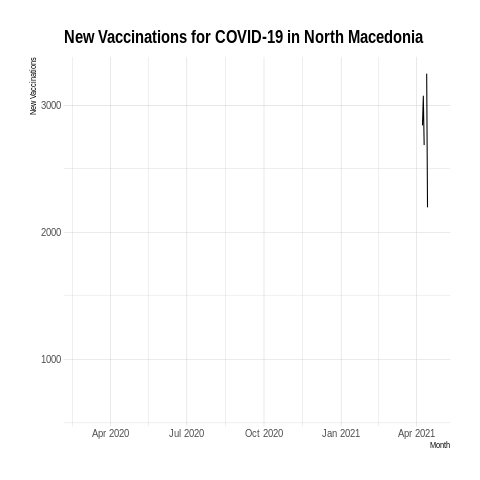 New Vaccinations for COVID-19 in North Macedonia
New Vaccinations
3000
2000
1000
Apr 2020 Jul 2020 Oct 2020 Jan 2021 Apr 2021
Month